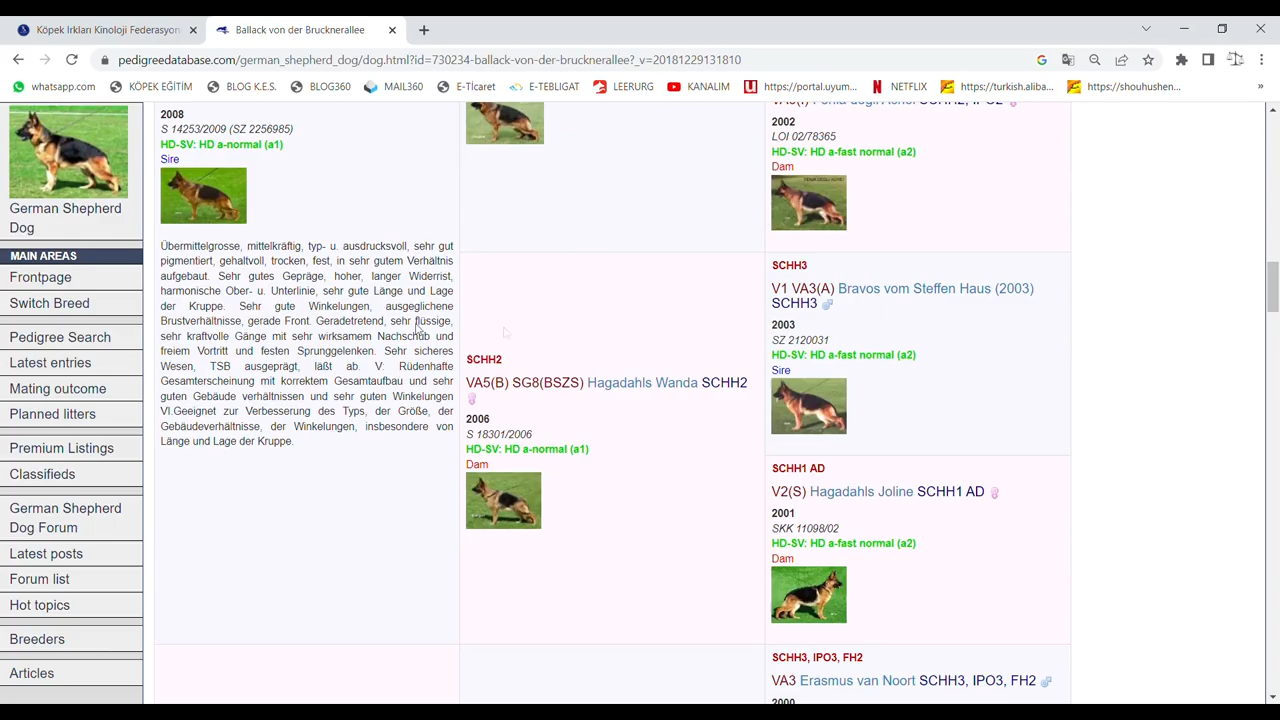 Köpek Irkları Kinoloji Federasyon
Ballack von der Brucknerallee
pedigreedatabase.com/german_shepherd_dog/dog.html?id=730234-ballack-von-der-brucknerallee?_v=20181229131810
whatsapp.com
KÖPEK EĞİTİM
BLOG K.E.S.
BLOG360
MAIL360
E-Ticaret
E-TEBLIGAT
LEERURG
KANALIM
https://portal.uyum...
NETFLIX
https://turkish.aliba...
https://shouhushen...
»
German Shepherd
Dog
MAIN AREAS
Frontpage
Switch Breed
Pedigree Search
Latest entries
Mating outcome
Planned litters
Premium Listings
Classifieds
German Shepherd
Dog Forum
Latest posts
Forum list
Hot topics
Breeders
Articles
2008
S 14253/2009 (SZ 2256985)
HD-SV: HD a-normal (a1)
Sire
Übermittelgrosse, mittelkräftig, typ- u. ausdrucksvoll, sehr gut
pigmentiert, gehaltvoll, trocken, fest, in sehr gutem Verhältnis
aufgebaut. Sehr gutes Gepräge, hoher, langer Widerrist,
harmonische Ober- u. Unterlinie, sehr gute Länge und Lage
der Kruppe. Sehr gute Winkelungen, ausgeglichene
Brustverhältnisse, gerade Front. Geradetretend, sehr flüssige,
sehr kraftvolle Gänge mit sehr wirksamem Nachschub und
freiem Vortritt und festen Sprunggelenken. Sehr sicheres
Wesen, TSB ausgeprägt, läßt ab. V: Rüdenhafte
Gesamterscheinung mit korrektem Gesamtaufbau und sehr
guten Gebäude verhältnissen und sehr guten Winkelungen
VI.Geeignet zur Verbesserung des Typs, der Größe, der
Gebäudeverhältnisse, der Winkelungen, insbesondere von
Länge und Lage der Kruppe.
SCHH2
VA5(B) SG8(BSZS) Hagadahls Wanda SCHH2
2006
S 18301/2006
HD-SV: HD a-normal (a1)
Dam
2002
LOI 02/78365
HD-SV: HD a-fast normal (a2)
Dam
SCHH3
V1 VA3(A) Bravos vom Steffen Haus (2003)
SCHH3
2003
SZ 2120031
HD-SV: HD a-fast normal (a2)
Sire
SCHH1 AD
V2(S) Hagadahls Joline SCHH1 AD
2001
SKK 11098/02
HD-SV: HD a-fast normal (a2)
Dam
SCHH3, IPO3, FH2
VA3 Erasmus van Noort SCHH3, IPO3, FH2
2000